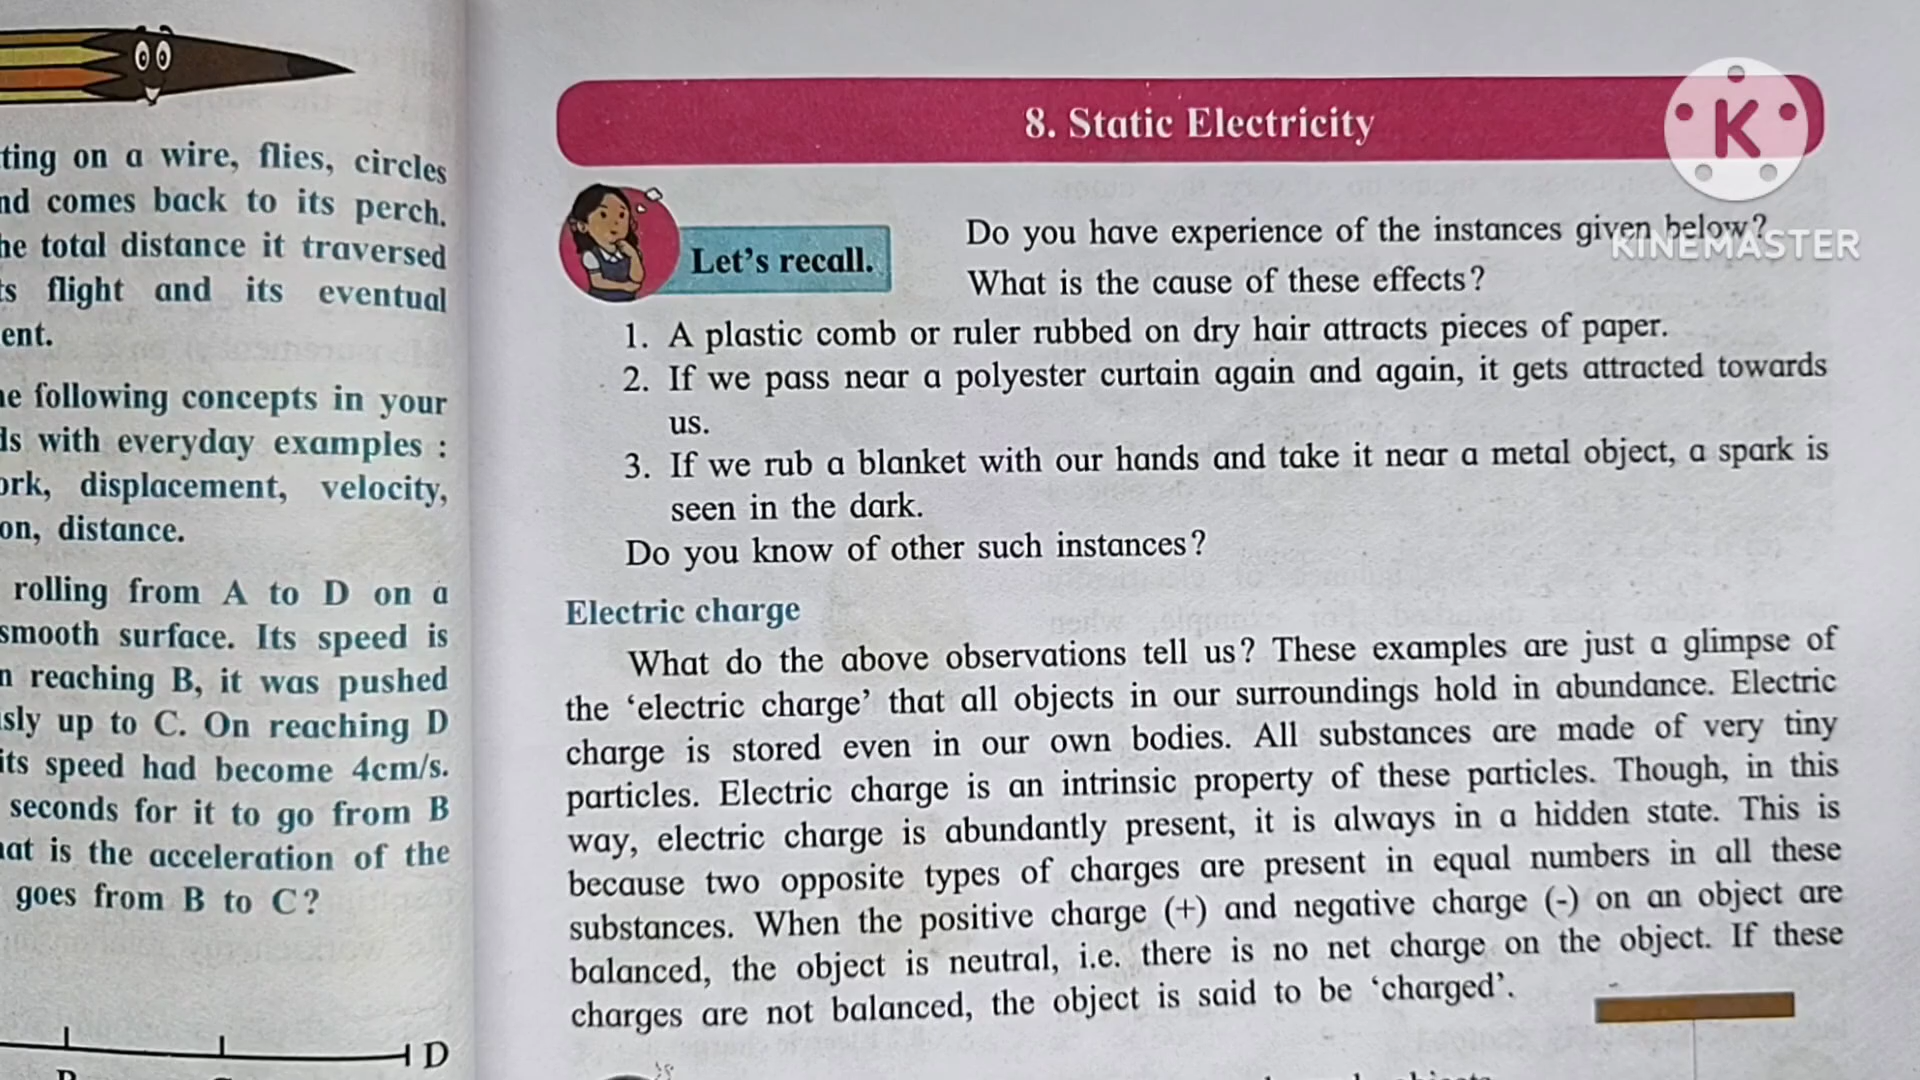 ting on a wire, flies, circles
nd comes back to its perch.
he total distance it traversed
ts flight and its eventual
ent.
he following concepts in your
ds with everyday examples :
ork, displacement, velocity,
on, distance.
rolling from A to D on a
smooth surface. Its speed is
n reaching B, it was pushed
sly up to C. On reaching D
its speed had become 4cm/s.
seconds for it to go from B
hat is the acceleration of the
goes from B to C?
D
8. Static Electricity
K
KINEMASTER
Let's recall.
Do you have experience of the instances given below?
What is the cause of these effects?
1. A plastic comb or ruler rubbed on dry hair attracts pieces of paper.
2. If we pass near a polyester curtain again and again, it gets attracted towards
us.
3. If we rub a blanket with our hands and take it near a metal object, a spark is
seen in the dark.
Do you know of other such instances?
Electric charge
What do the above observations tell us? These examples are just a glimpse of
the 'electric charge' that all objects in our surroundings hold in abundance. Electric
charge is stored even in our own bodies. All substances are made of very tiny
particles. Electric charge is an intrinsic property of these particles. Though, in this
way, electric charge is abundantly present, it is always in a hidden state. This is
because two opposite types of charges are present in equal numbers in all these
substances. When the positive charge (+) and negative charge (-) on an object are
balanced, the object is neutral, i.e. there is no net charge on the object. If these
charges are not balanced, the object is said to be 'charged'.